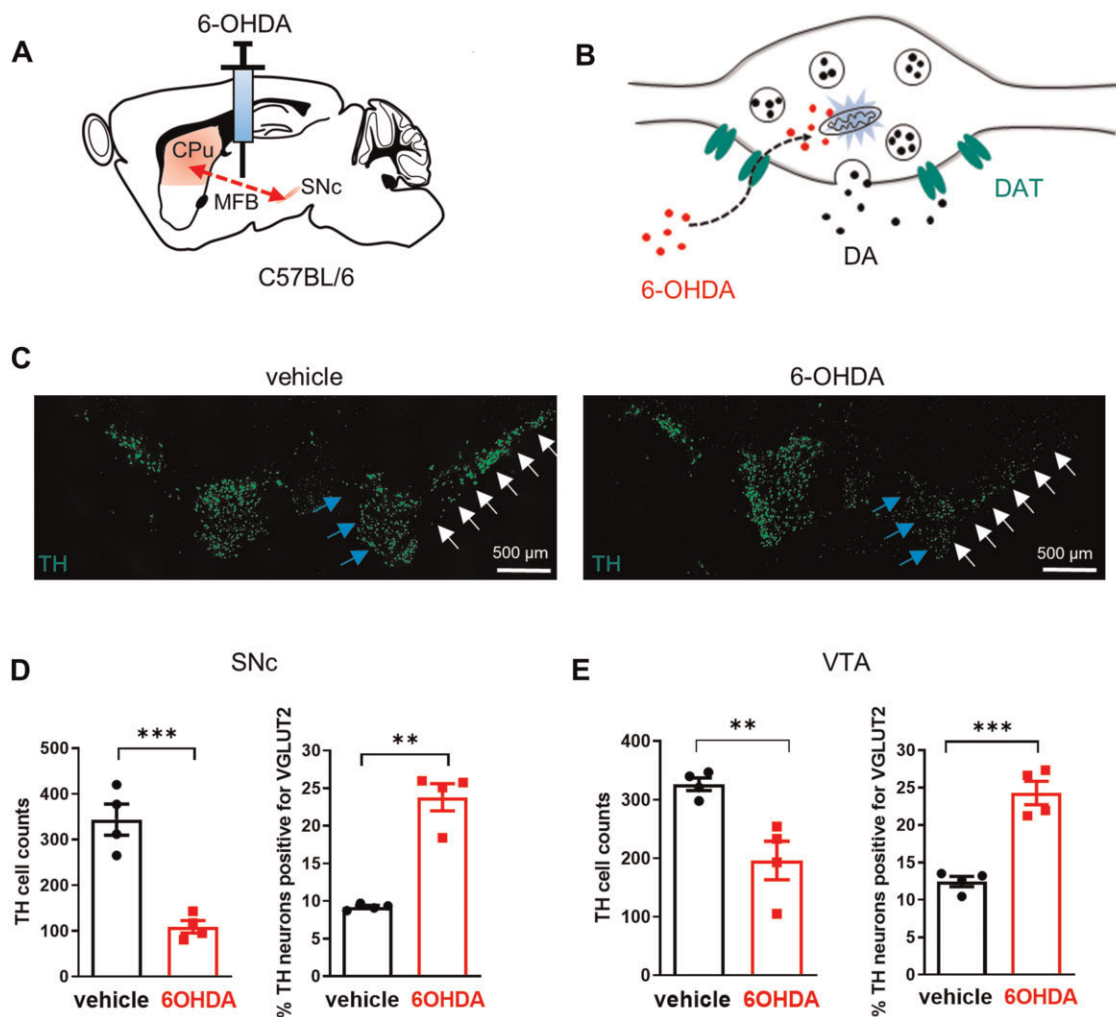 A
6-OHDA
CPu
MFB
SNc
C57BL/6
B
DAT
DA
6-OHDA
C
vehicle
6-OHDA
TH
500 µm
TH
500 µm
D
SNc
TH cell counts
500
400
300
200
100
0
***
vehicle
6OHDA
% TH neurons positive for VGLUT2
30
25
20
15
10
5
0
**
vehicle
6OHDA
E
VTA
TH cell counts
400
300
200
100
0
**
vehicle
6OHDA
% TH neurons positive for VGLUT2
30
25
20
15
10
5
0
***
vehicle
6OHDA